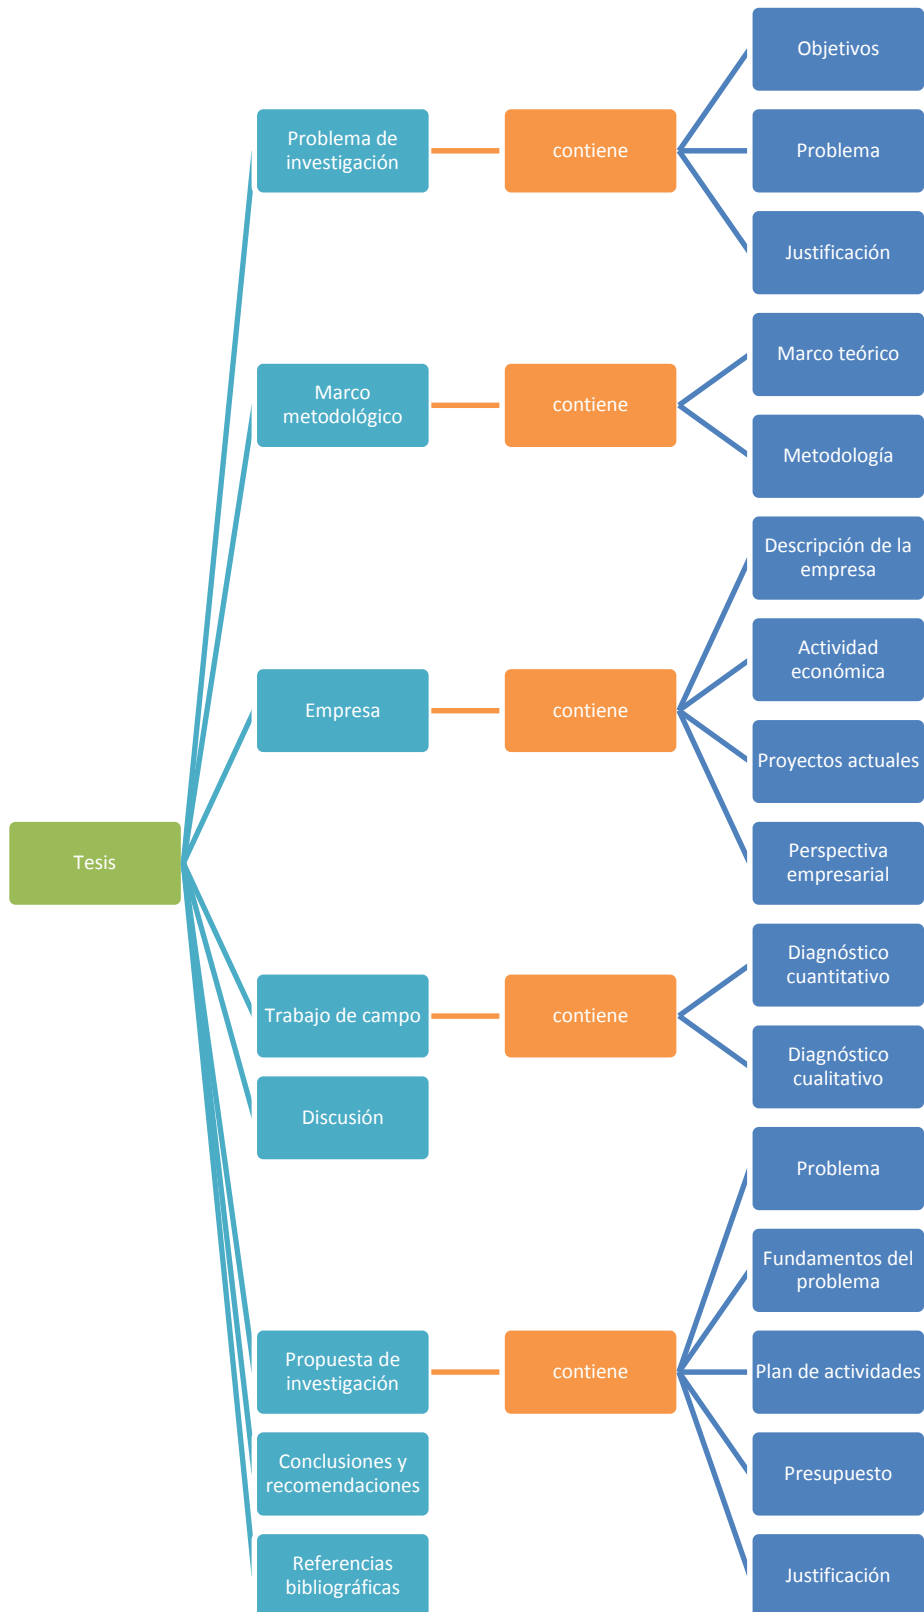 Tesis
Problema de
investigación
contiene
Objetivos
Problema
Justificación
Marco
metodológico
contiene
Marco teórico
Metodología
Empresa
contiene
Descripción de la
empresa
Actividad
económica
Proyectos actuales
Perspectiva
empresarial
Trabajo de campo
contiene
Diagnóstico
cuantitativo
Diagnóstico
cualitativo
Discusión
Propuesta de
investigación
contiene
Problema
Fundamentos del
problema
Plan de actividades
Presupuesto
Justificación
Conclusiones y
recomendaciones
Referencias
bibliográficas